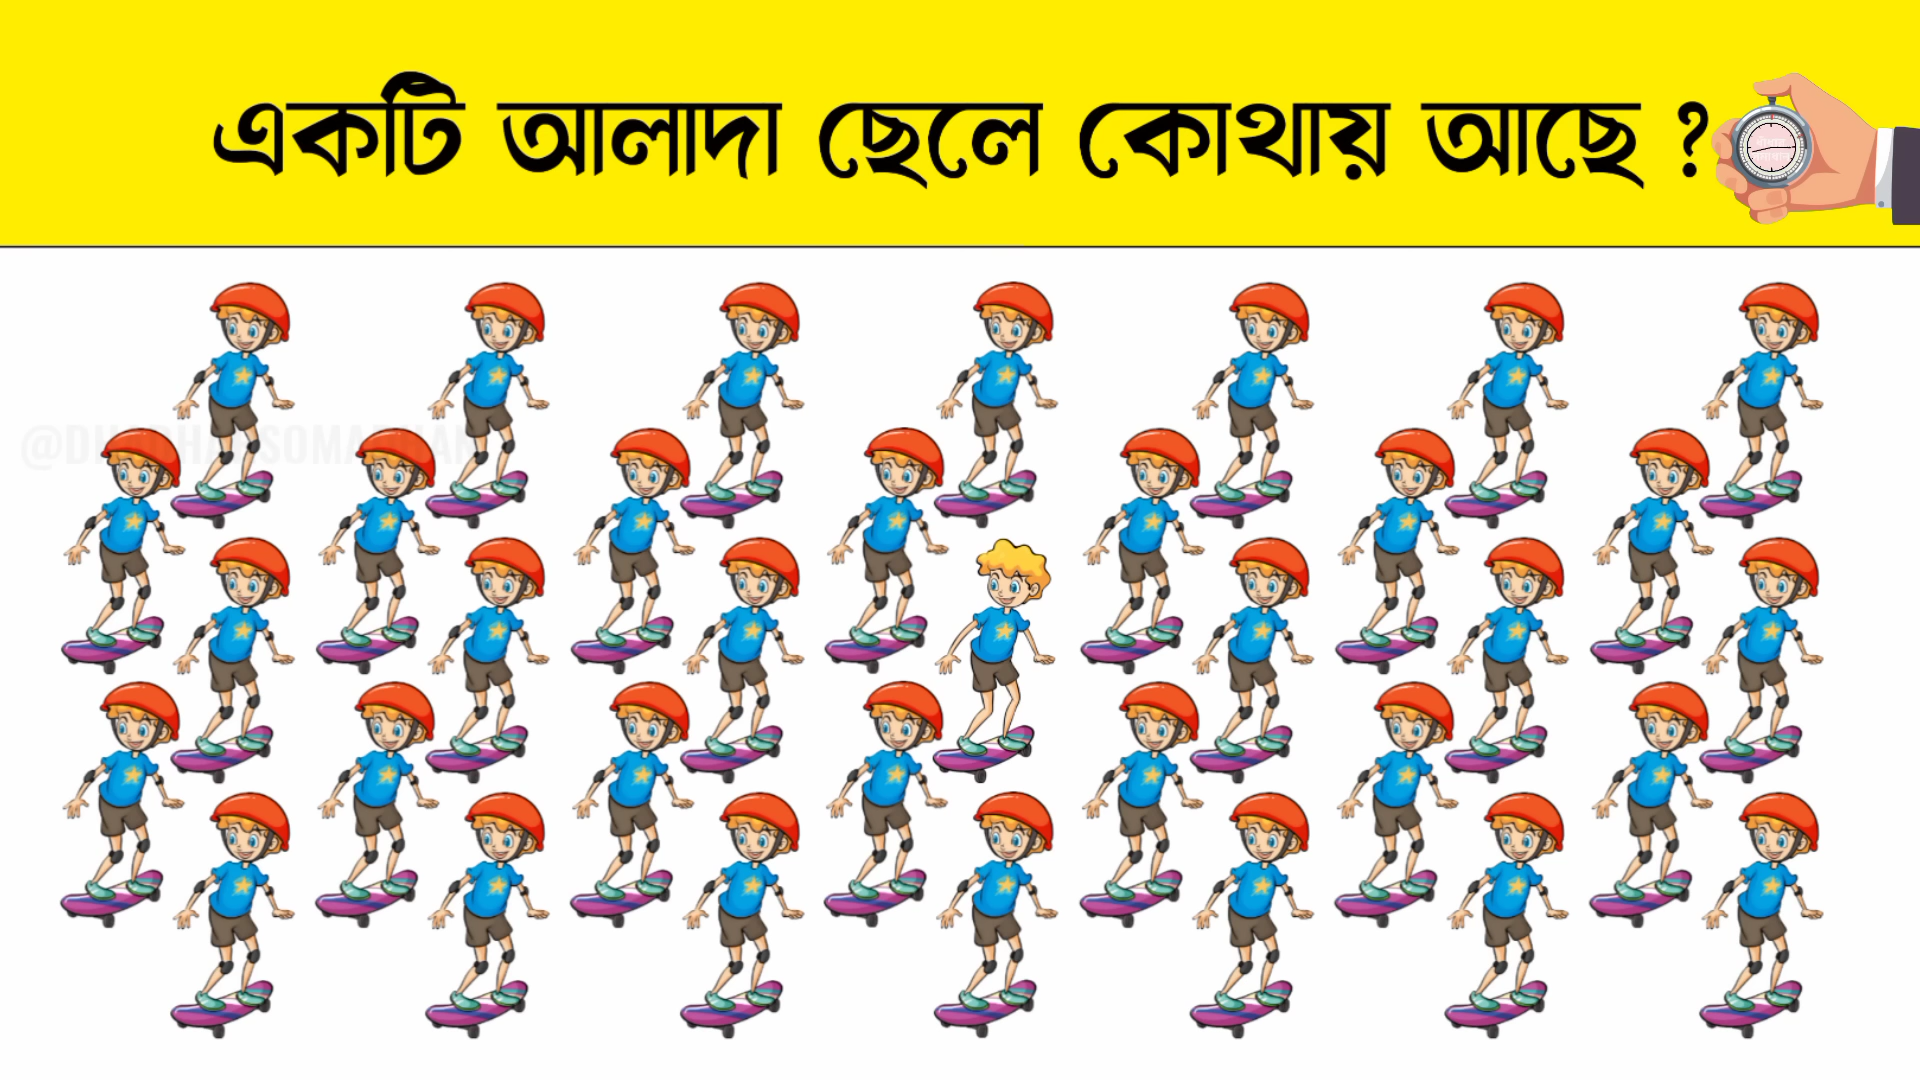 একটি আলাদা ছেলে কোথায় আছে ?